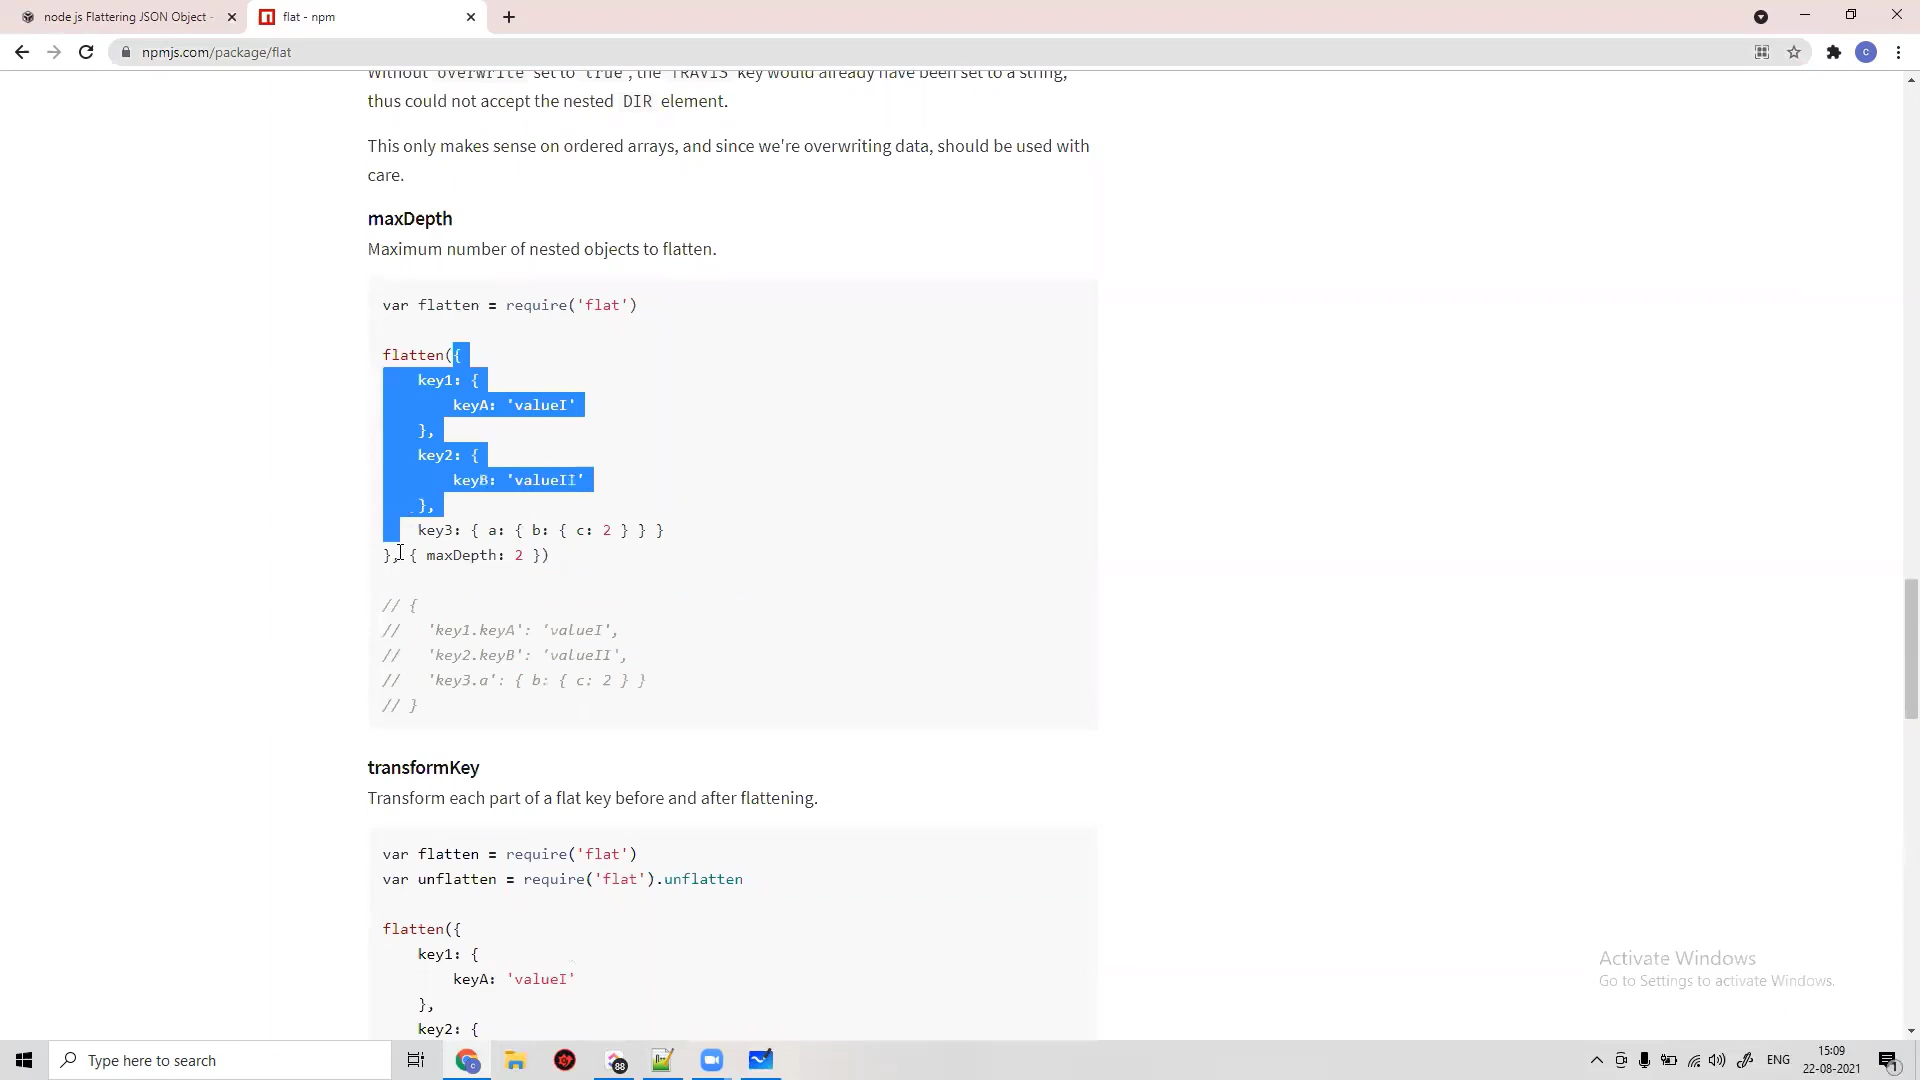 node js Flattering JSON Object -
flat - npm
npmjs.com/package/flat
C
Without overwrite set to true, the TRAVIS key would already have been set to a string,
thus could not accept the nested DIR element.
This only makes sense on ordered arrays, and since we're overwriting data, should be used with
care.
maxDepth
Maximum number of nested objects to flatten.
var flatten = require('flat')
flatten({
key1: {
keyA: 'valueI'
},
key2: {
keyB: 'valueII'
},
key3: { a: { b: { c: 2 } } }
}, { maxDepth: 2 })
// {
//   'key1.keyA': 'valueI',
//   'key2.keyB': 'valueII',
//   'key3.a': { b: { c: 2 } }
// }
transformKey
Transform each part of a flat key before and after flattening.
var flatten = require('flat')
var unflatten = require('flat').unflatten
flatten({
key1: {
keyA: 'valueI'
},
key2: {
Activate Windows
Go to Settings to activate Windows.
Type here to search
88
ENG
15:09
22-08-2021
1